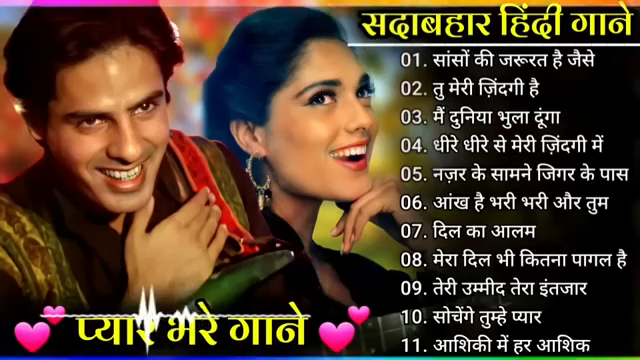 सदाबहार हिंदी गाने
01. सांसों की जरूरत है जैसे
02. तु मेरी ज़िंदगी है
03. मैं दुनिया भुला दूंगा
04. धीरे धीरे से मेरी ज़िंदगी में
05. नज़र के सामने जिगर के पास
06. आंख है भरी भरी और तुम
07. दिल का आलम
08. मेरा दिल भी कितना पागल है
09. तेरी उम्मीद तेरा इंतजार
10. सोचेंगे तुम्हे प्यार
11. आशिकी में हर आशिक
प्यार भरे गाने